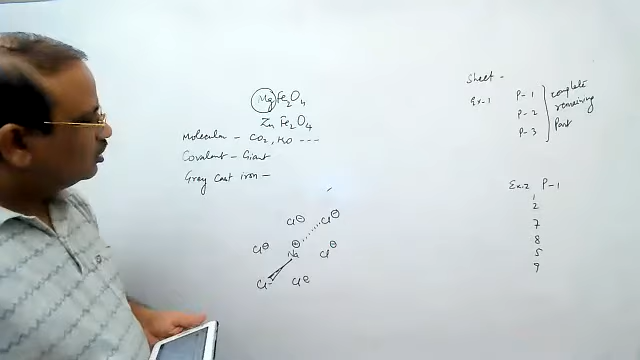 MgFe2O4
ZnFe2O4
Molecular - CO2, H2O ---
Covalent - Giant
Grey Cast iron -
Cl⊖ Cl⊖
Cl⊖ Na⊕ Cl⊖
Cl- Cl⊖
Sheet -
Ex-1 P-1
P-2
P-3
complete
remaining
Part
Ex.2 P-1
1
2
7
8
5
9